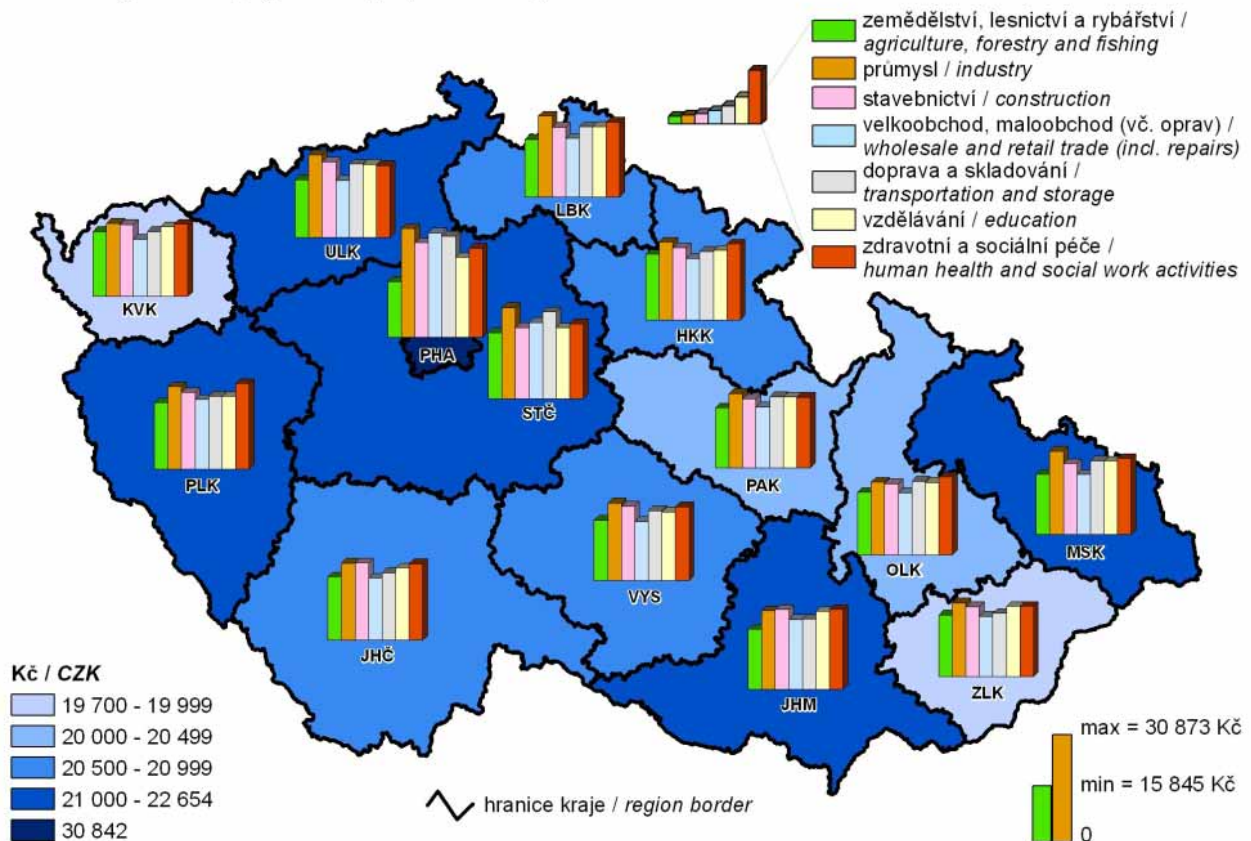 zemědělství, lesnictví a rybářství /
agriculture, forestry and fishing
průmysl / industry
stavebnictví / construction
velkoobchod, maloobchod (vč. oprav) /
wholesale and retail trade (incl. repairs)
doprava a skladování /
transportation and storage
vzdělávání / education
zdravotní a sociální péče /
human health and social work activities
LBK
ULK
KVK
HKK
PHA
STČ
PLK
PAK
MSK
OLK
VYS
JHČ
ZLK
JHM
Kč / CZK
19 700 - 19 999
20 000 - 20 499
20 500 - 20 999
21 000 - 22 654
30 842
hranice kraje / region border
max = 30 873 Kč
min = 15 845 Kč
0